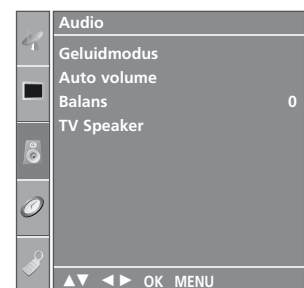 Audio
Geluidmodus
Auto volume
Balans 0
TV Speaker
▲▼ ◄► OK MENU